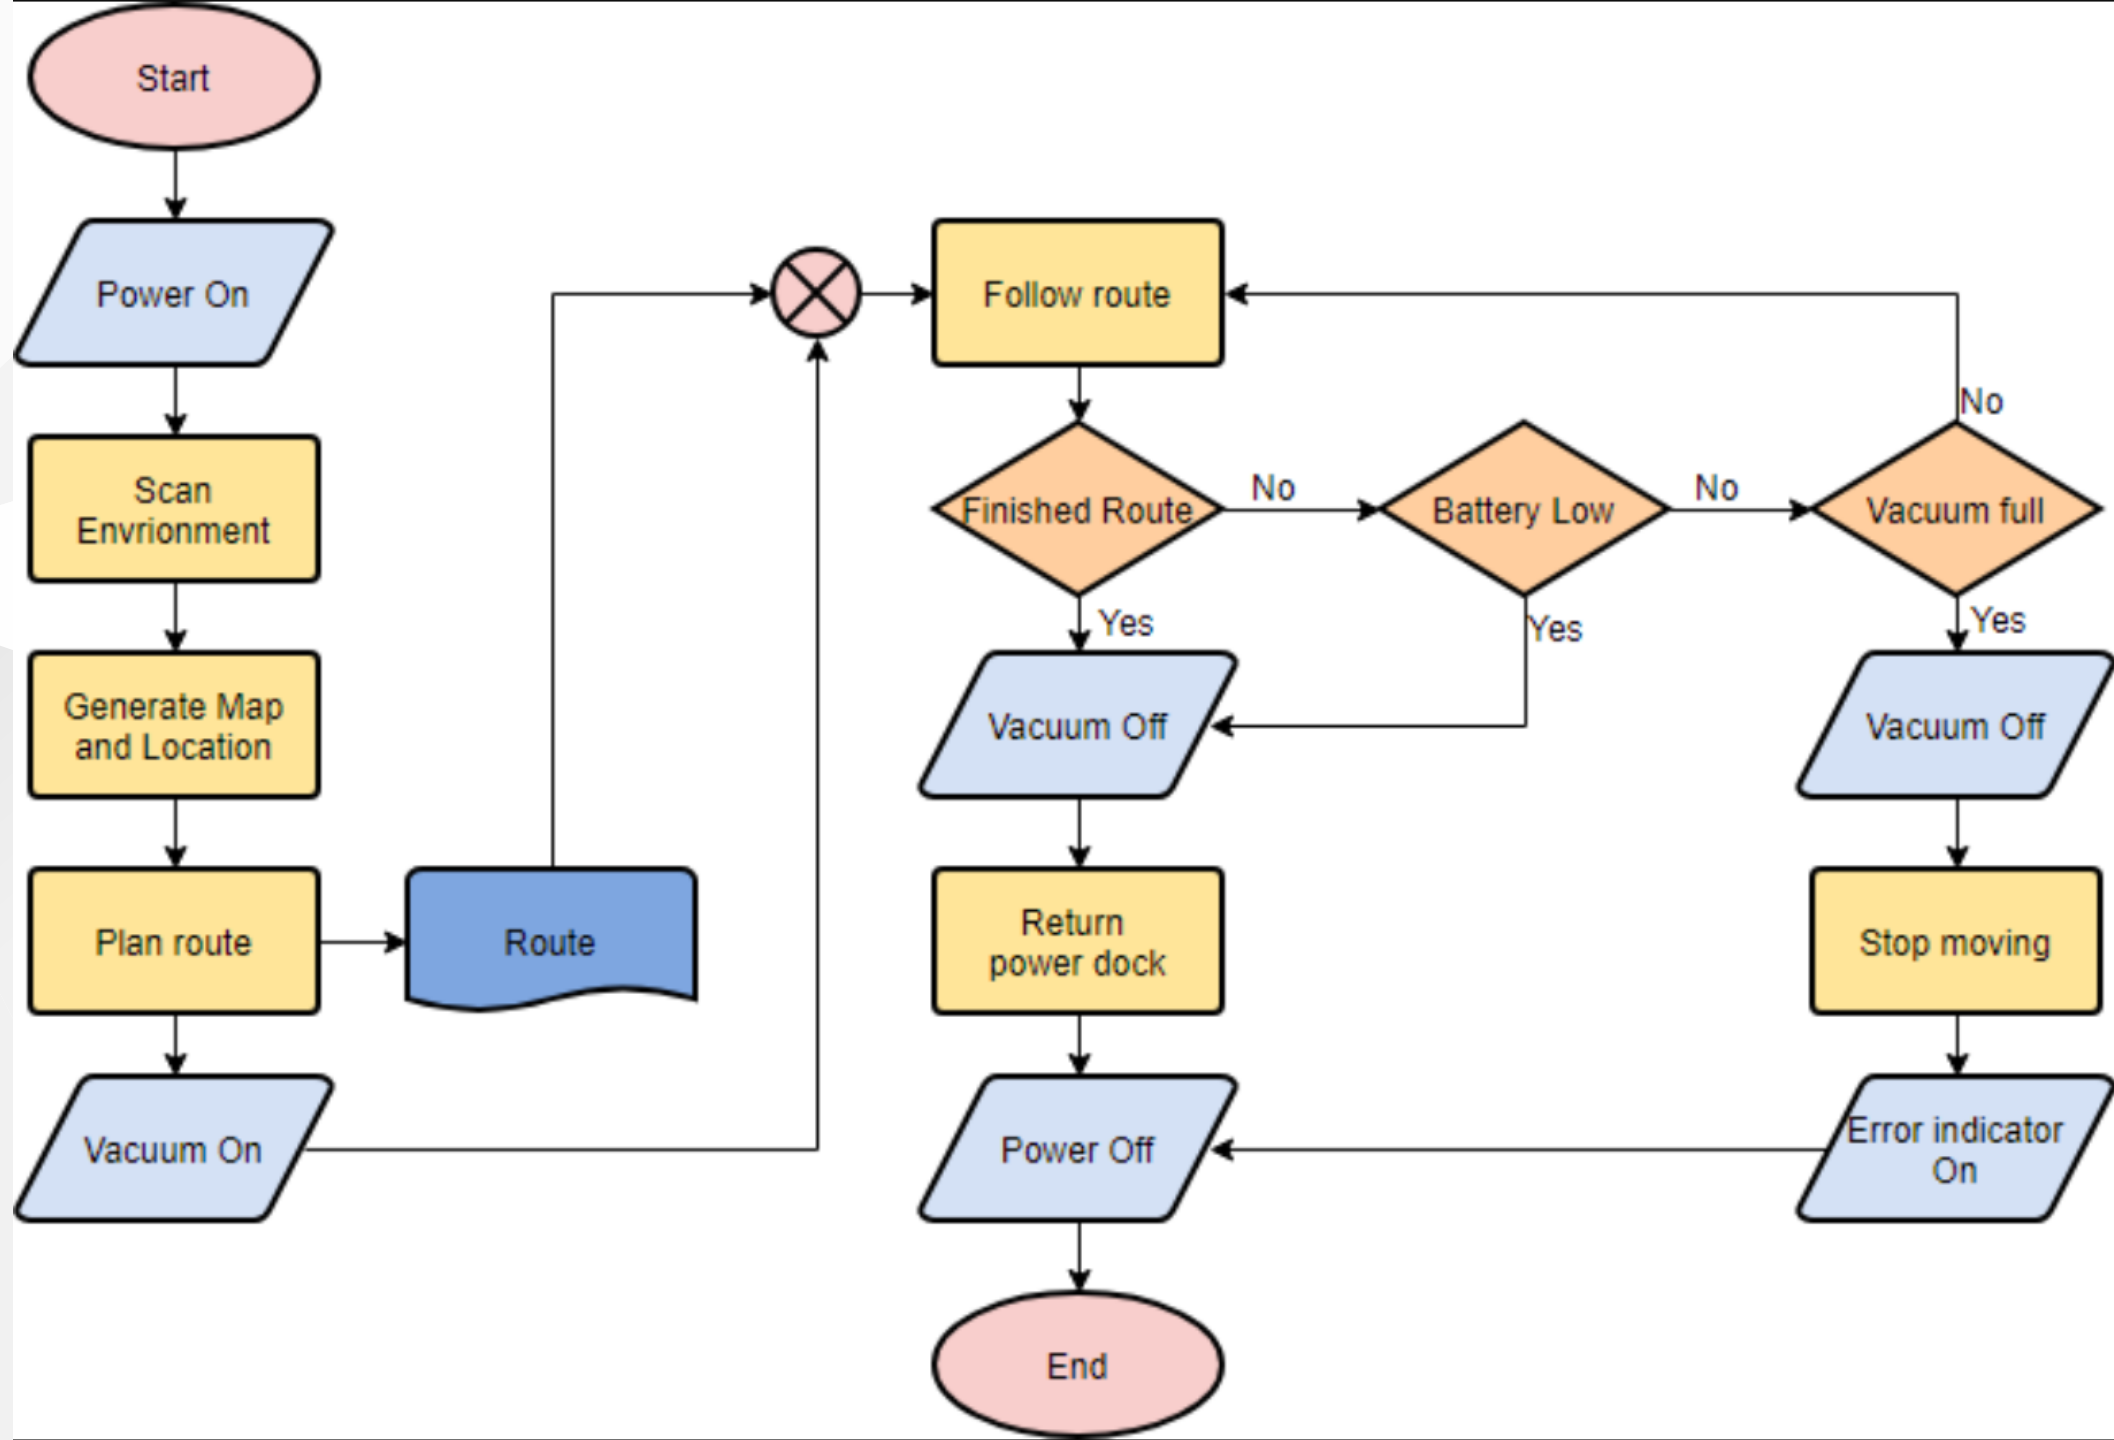 Start
Power On
Scan
Envrionment
Generate Map
and Location
Plan route
Route
Vacuum On
Follow route
Finished Route
No
Battery Low
No
Vacuum full
No
Yes
Yes
Yes
Vacuum Off
Vacuum Off
Return
power dock
Stop moving
Power Off
Error indicator
On
End